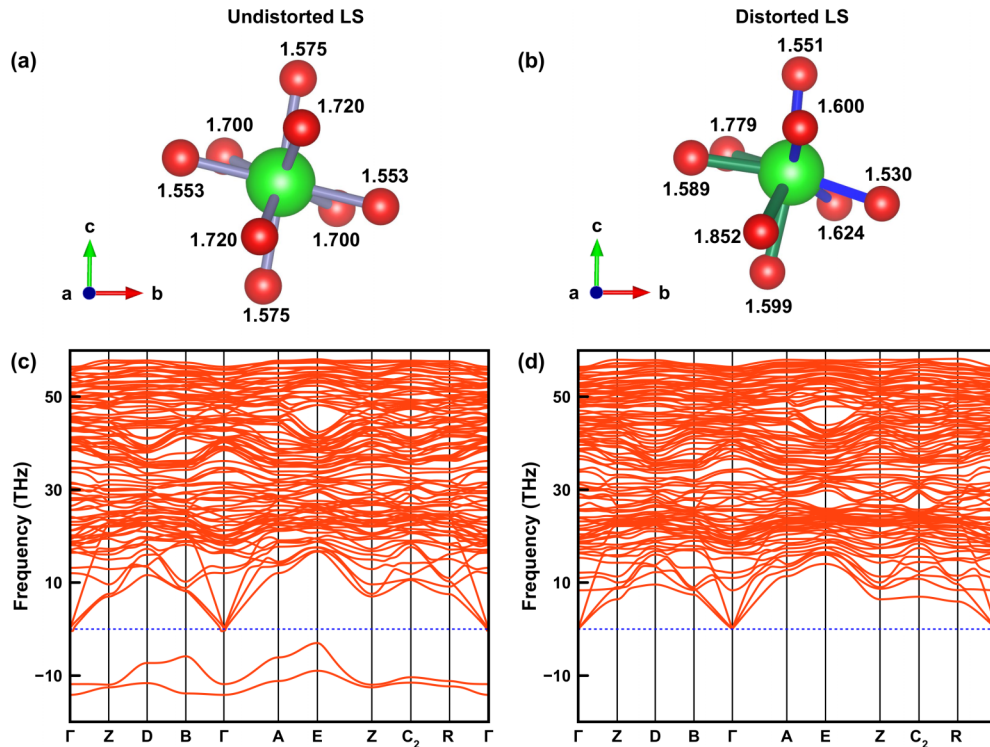 Undistorted LS
Distorted LS
(a)
1.575
1.720
1.700
1.553
1.553
1.720
1.700
1.575
c
a
b
(b)
1.551
1.600
1.779
1.589
1.530
1.852
1.624
1.599
c
a
b
(c)
Frequency (THz)
50
30
10
−10
Γ Z D B Γ A E Z C₂ R Γ
(d)
Frequency (THz)
50
30
10
−10
Γ Z D B Γ A E Z C₂ R